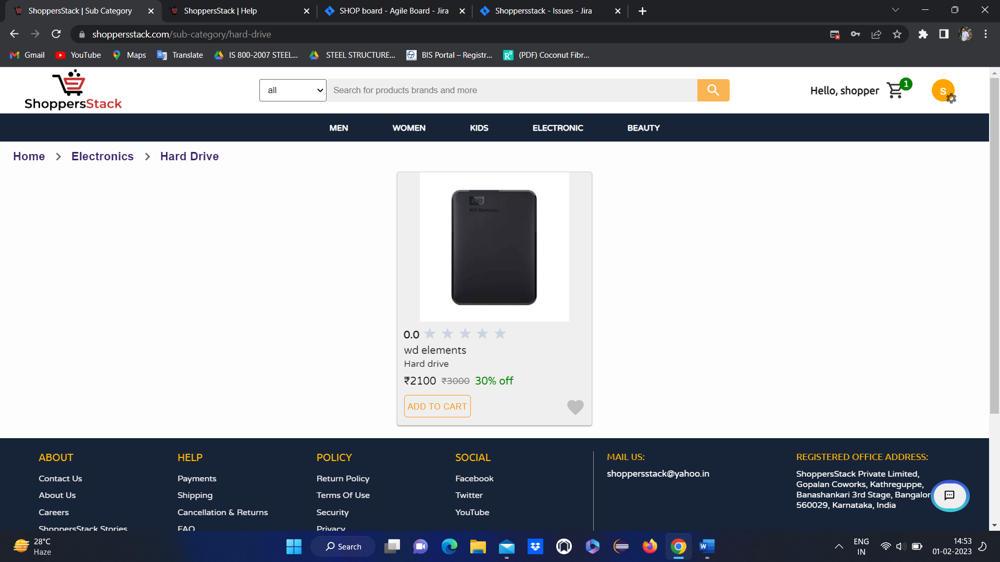 ShoppersStack | Sub Category
ShoppersStack | Help
SHOP board - Agile Board - Jira
Shoppersstack - Issues - Jira
shoppersstack.com/sub-category/hard-drive
Gmail
YouTube
Maps
Translate
IS 800-2007 STEEL...
STEEL STRUCTURE...
BIS Portal – Registr...
(PDF) Coconut Fibr...
ShoppersStack
all
Search for products brands and more
Hello, shopper
1
S
MEN
WOMEN
KIDS
ELECTRONIC
BEAUTY
Home > Electronics > Hard Drive
WD
WD Elements
0.0
wd elements
Hard drive
₹2100 ₹3000 30% off
ADD TO CART
ABOUT
Contact Us
About Us
Careers
ShoppersStack Stories
HELP
Payments
Shipping
Cancellation & Returns
FAQ
POLICY
Return Policy
Terms Of Use
Security
Privacy
SOCIAL
Facebook
Twitter
YouTube
MAIL US:
shoppersstack@yahoo.in
REGISTERED OFFICE ADDRESS:
ShoppersStack Private Limited,
Gopalan Coworks, Kathreguppe,
Banashankari 3rd Stage, Bangalor
560029, Karnataka, India
28°C
Haze
Search
ENG
IN
14:53
01-02-2023